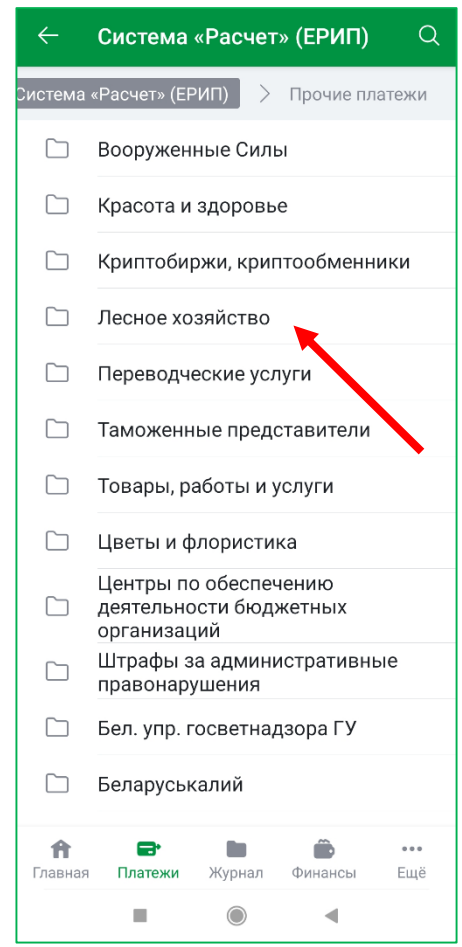 Система «Расчет» (ЕРИП)
Система «Расчет» (ЕРИП) > Прочие платежи
Вооруженные Силы
Красота и здоровье
Криптобиржи, криптообменники
Лесное хозяйство
Переводческие услуги
Таможенные представители
Товары, работы и услуги
Цветы и флористика
Центры по обеспечению
деятельности бюджетных
организаций
Штрафы за административные
правонарушения
Бел. упр. госветнадзора ГУ
Беларуськалий
Главная Платежи Журнал Финансы Ещё